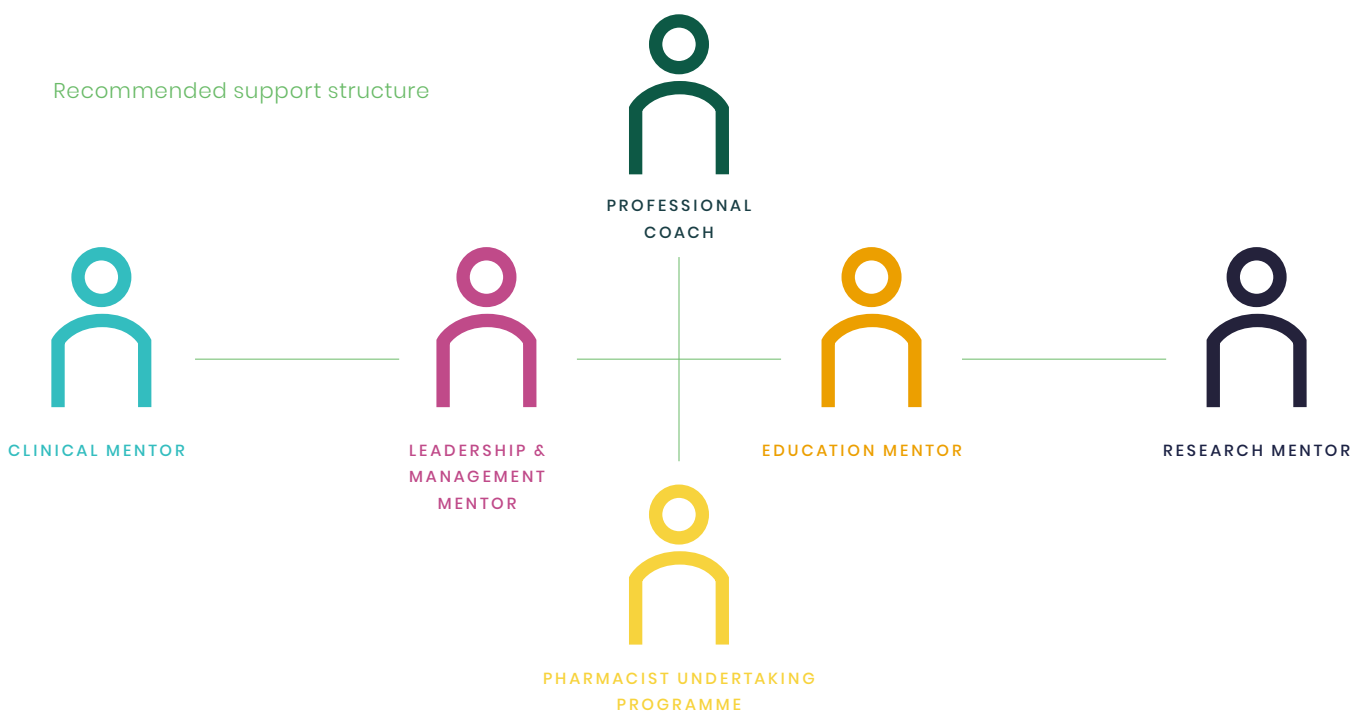 Recommended support structure
PROFESSIONAL
COACH
CLINICAL MENTOR
LEADERSHIP &
MANAGEMENT
MENTOR
EDUCATION MENTOR
RESEARCH MENTOR
PHARMACIST UNDERTAKING
PROGRAMME